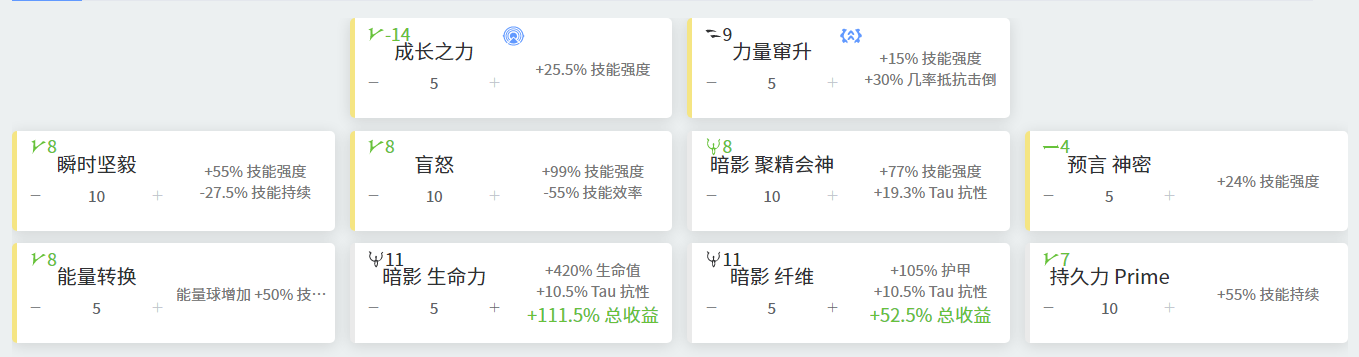 -14
成长之力
− 5 +
+25.5% 技能强度
9
力量窜升
− 5 +
+15% 技能强度
+30% 几率抵抗击倒
8
瞬时坚毅
− 10 +
+55% 技能强度
-27.5% 技能持续
8
盲怒
− 10 +
+99% 技能强度
-55% 技能效率
8
暗影 聚精会神
− 10 +
+77% 技能强度
+19.3% Tau 抗性
4
预言 神密
− 5 +
+24% 技能强度
8
能量转换
− 5 +
能量球增加 +50% 技…
11
暗影 生命力
− 5 +
+420% 生命值
+10.5% Tau 抗性
+111.5% 总收益
11
暗影 纤维
− 5 +
+105% 护甲
+10.5% Tau 抗性
+52.5% 总收益
7
持久力 Prime
− 10 +
+55% 技能持续